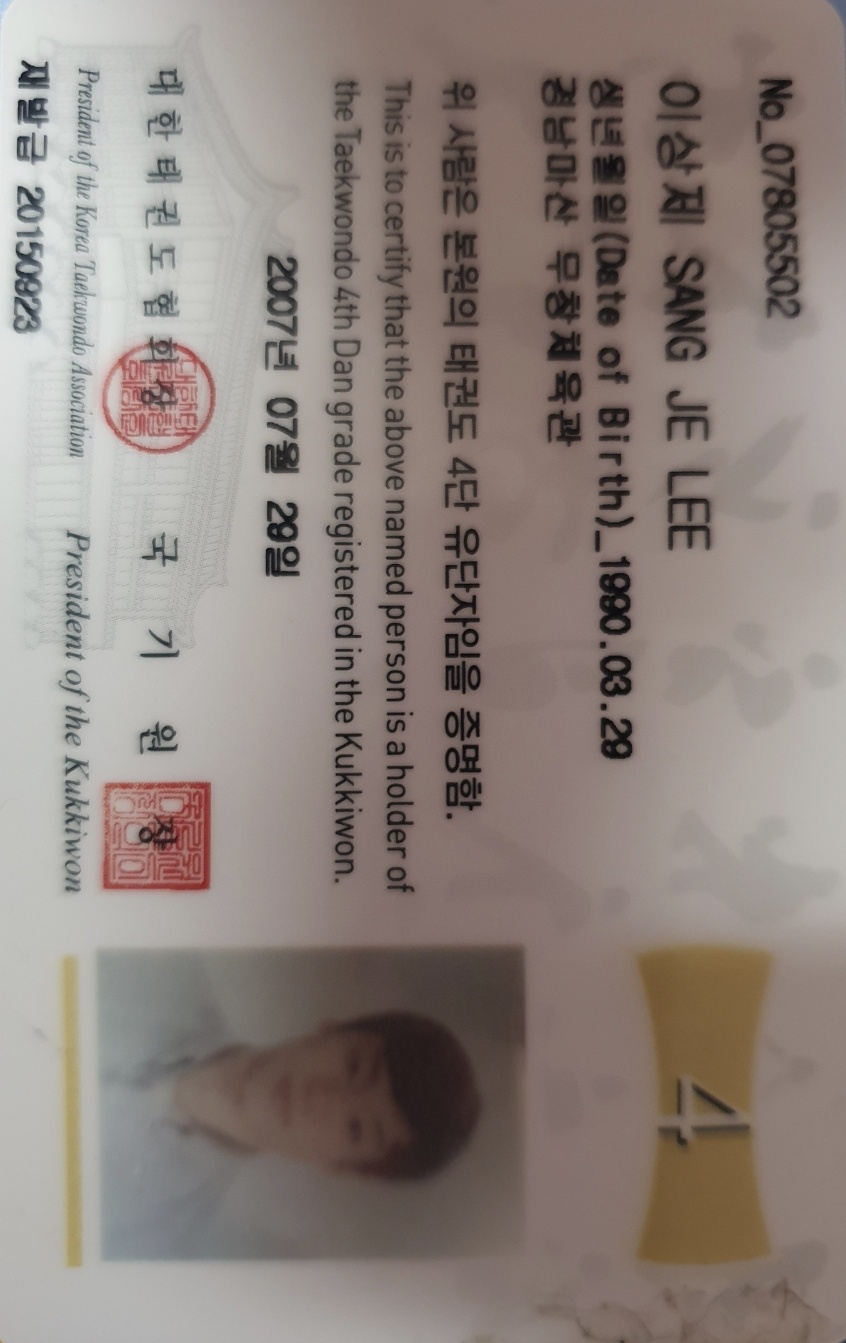 No_07805502
이상제 SANG JE LEE
생년월일(Date of Birth)_1990.03.29
경남마산 무창체육관
위 사람은 본원의 태권도 4단 유단자임을 증명함.
This is to certify that the above named person is a holder of
the Taekwondo 4th Dan grade registered in the Kukkiwon.
2007년 07월 29일
대한태권도협회장 국기원장
President of the Korea Taekwondo Association President of the Kukkiwon
재발급 20150923
4